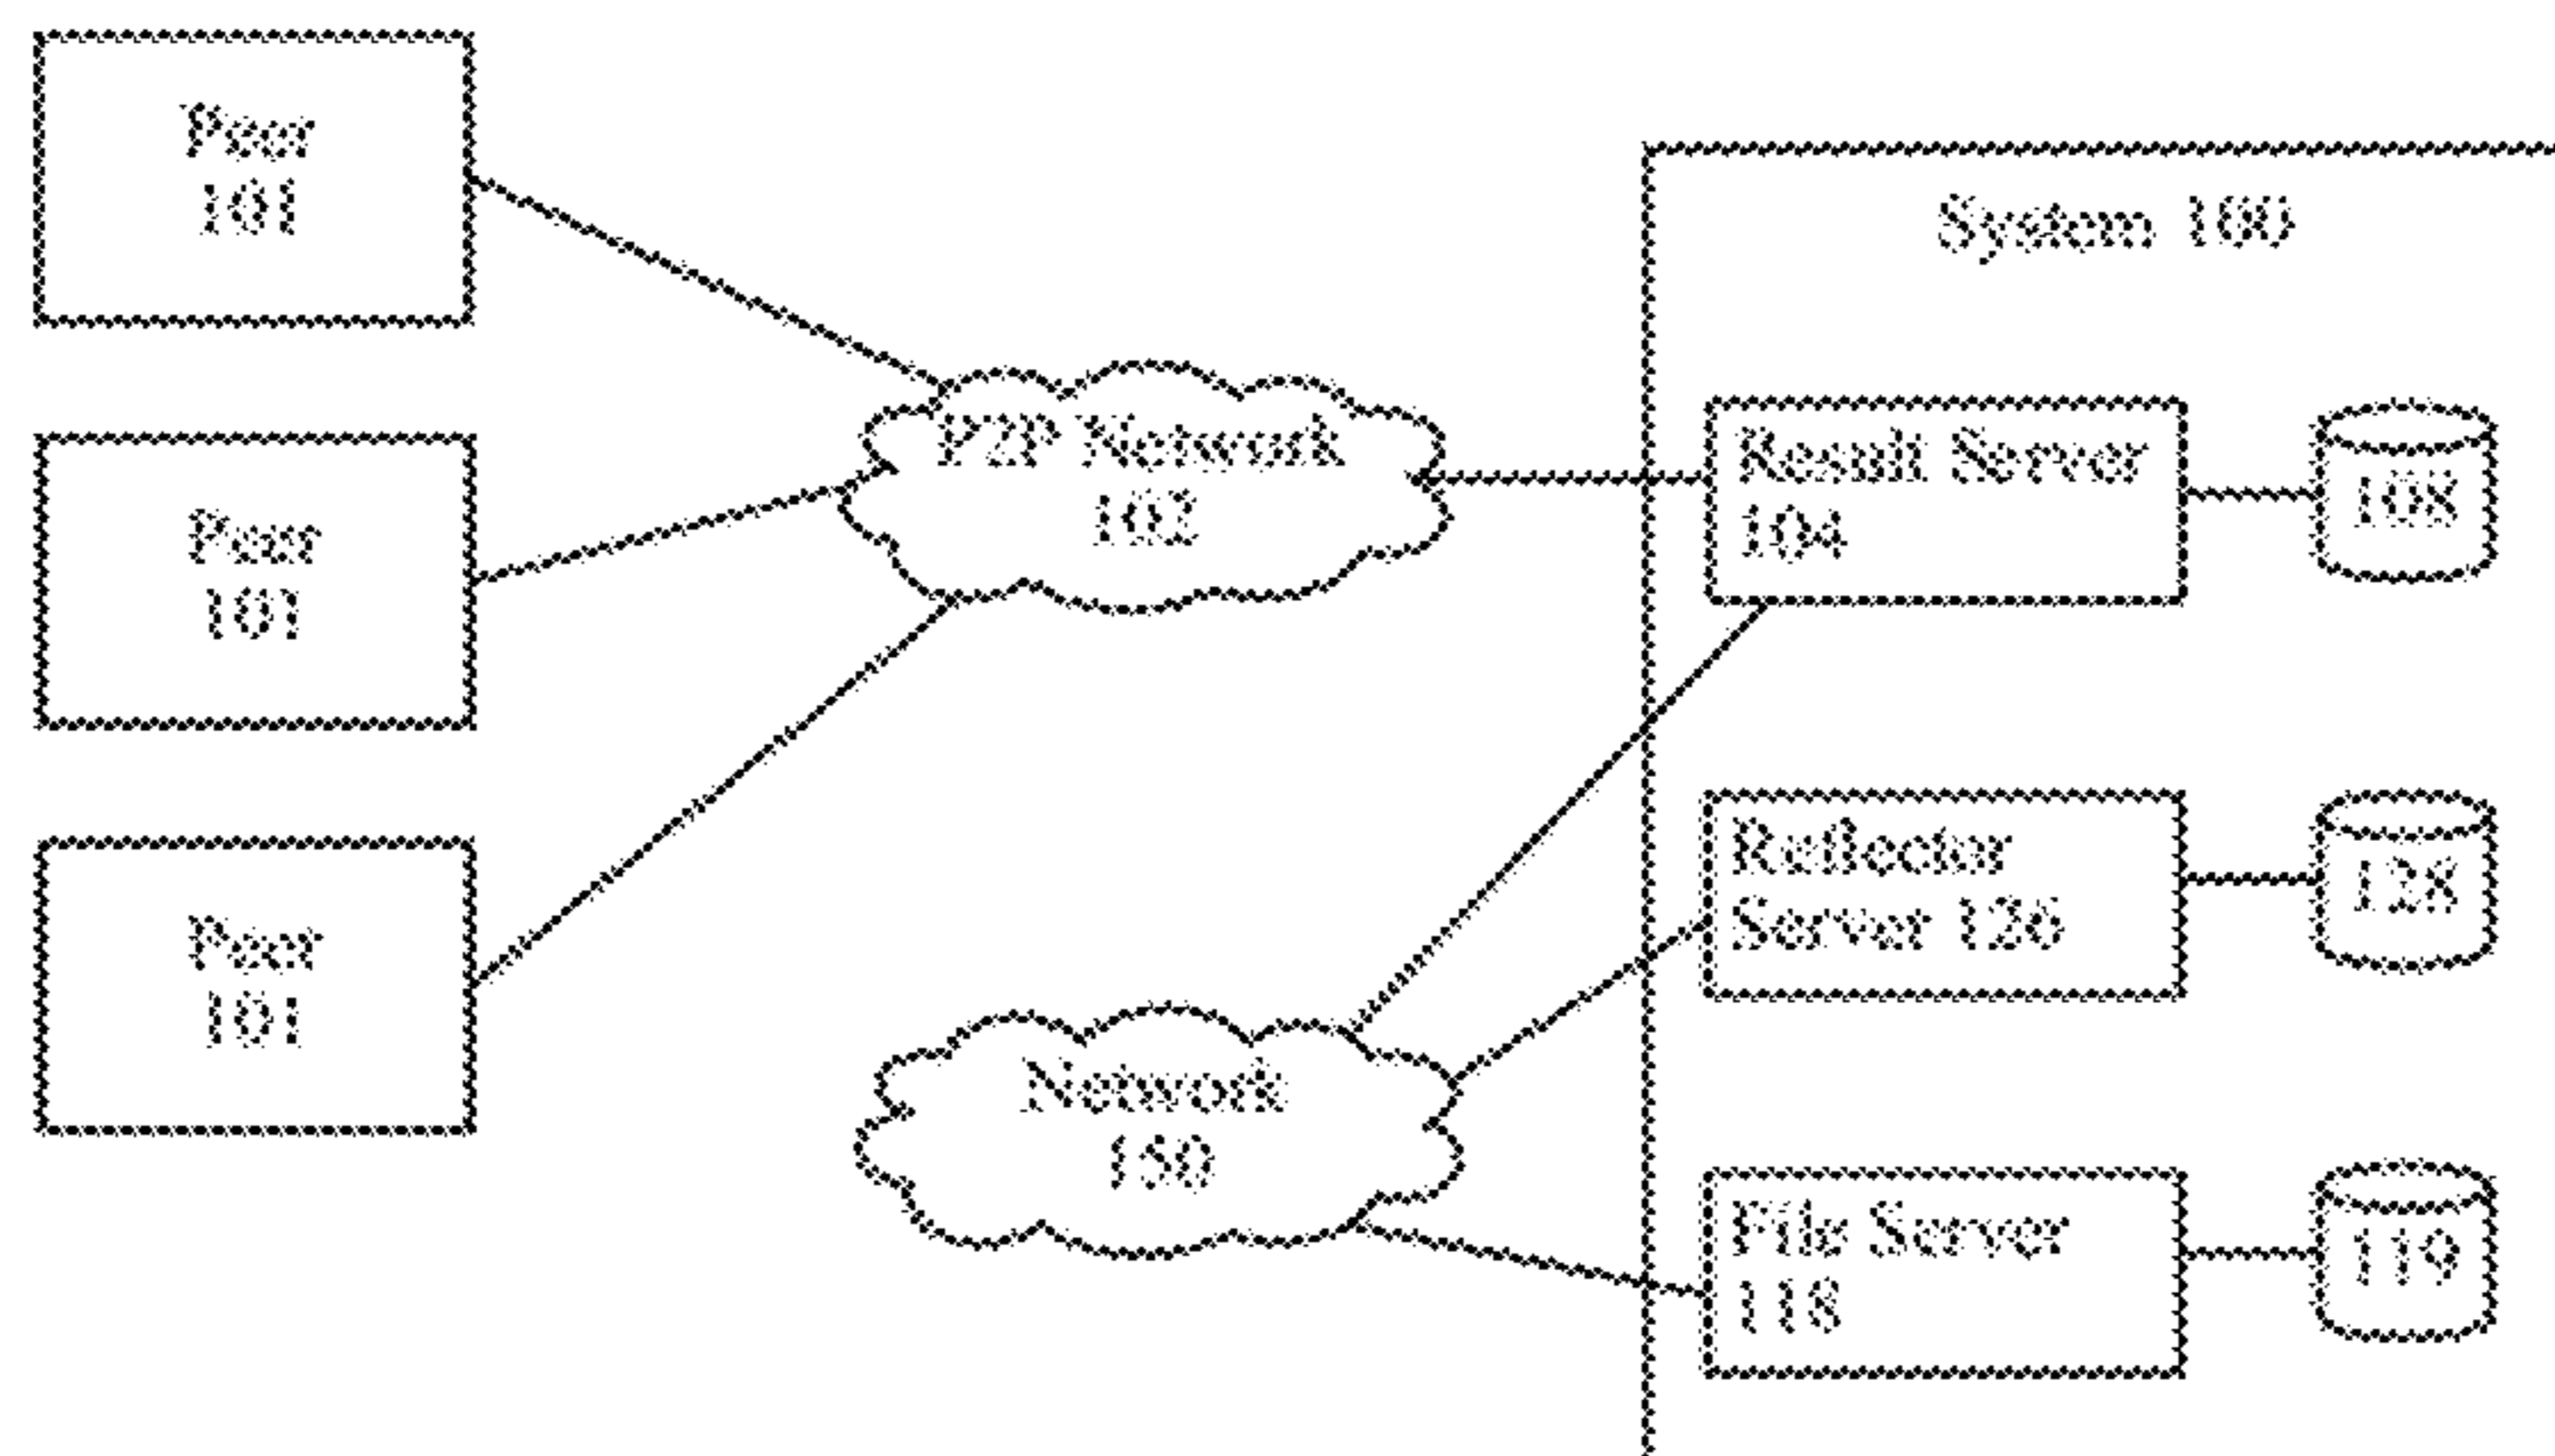 Peer
101
Peer
101
Peer
101
P2P Network
102
Network
150
System 100
Result Server
104
108
Reflector
Server 126
128
File Server
118
119